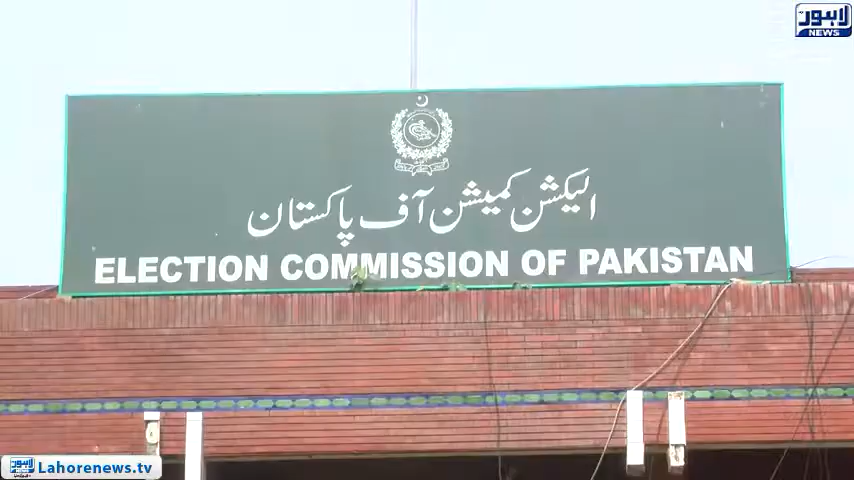 لاہور
NEWS
الیکشن کمیشن آف پاکستان
ELECTION COMMISSION OF PAKISTAN
Lahorenews.tv